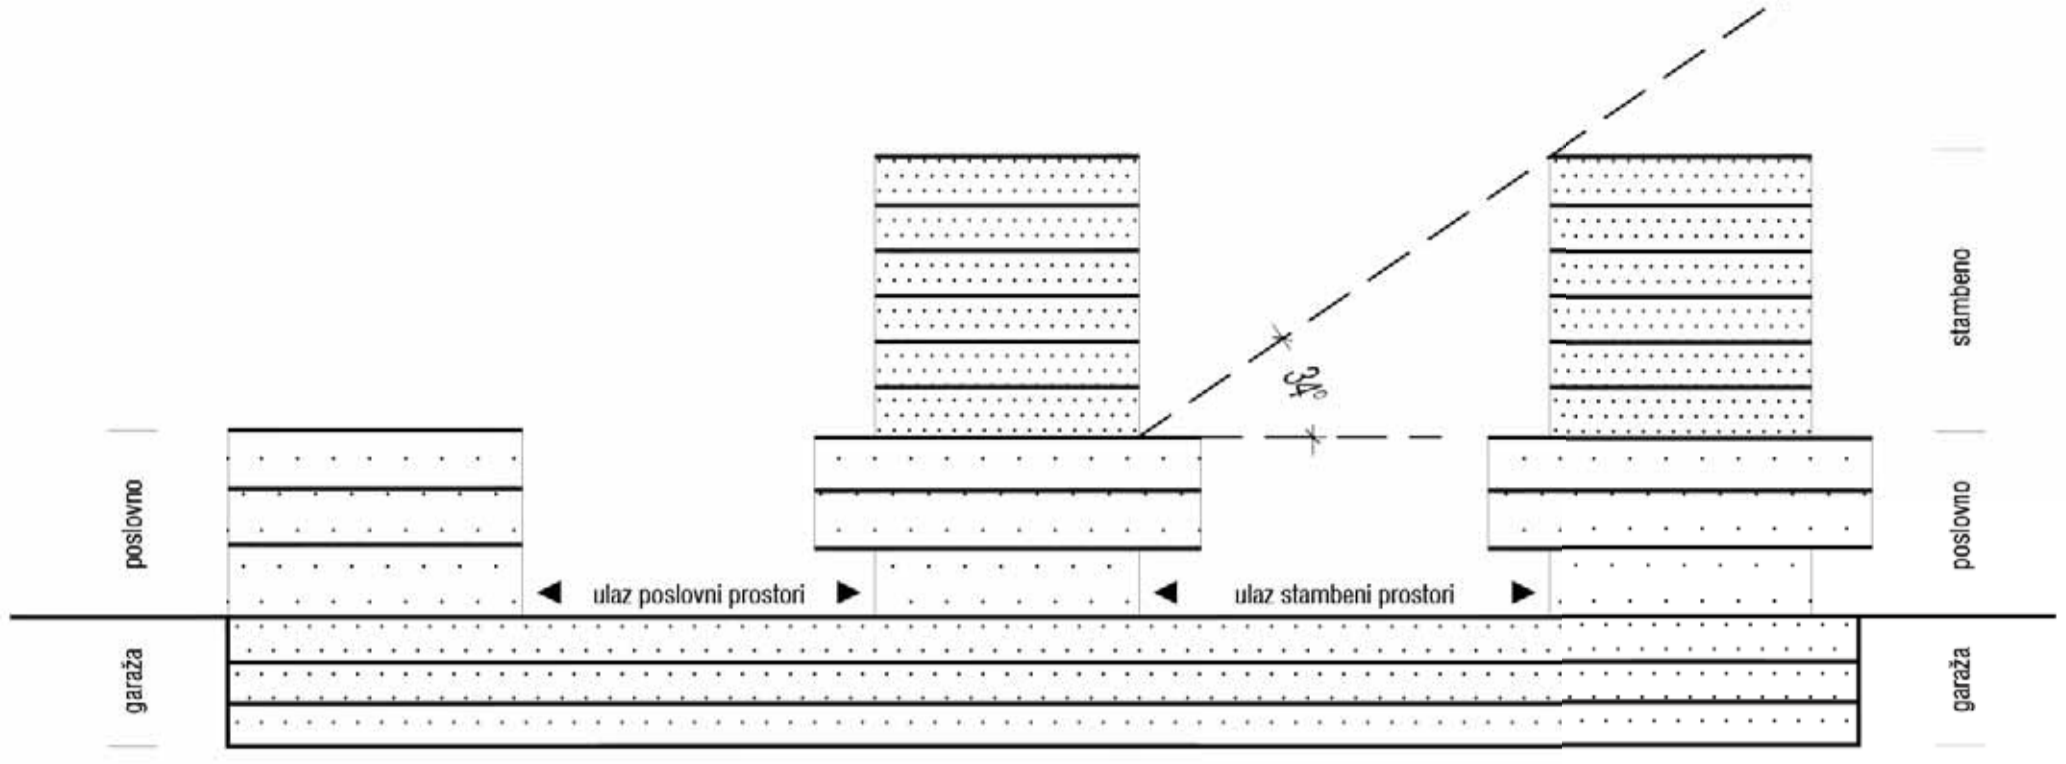 stambeno
34°
poslovno
poslovno
ulaz poslovni prostori
ulaz stambeni prostori
garaža
garaža